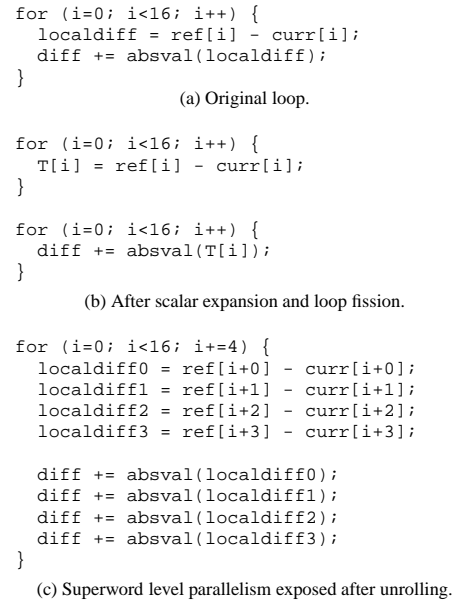 for (i=0; i<16; i++) {
  localdiff = ref[i] - curr[i];
  diff += absval(localdiff);
}
(a) Original loop.
for (i=0; i<16; i++) {
  T[i] = ref[i] - curr[i];
}
for (i=0; i<16; i++) {
  diff += absval(T[i]);
}
(b) After scalar expansion and loop fission.
for (i=0; i<16; i+=4) {
  localdiff0 = ref[i+0] - curr[i+0];
  localdiff1 = ref[i+1] - curr[i+1];
  localdiff2 = ref[i+2] - curr[i+2];
  localdiff3 = ref[i+3] - curr[i+3];
  diff += absval(localdiff0);
  diff += absval(localdiff1);
  diff += absval(localdiff2);
  diff += absval(localdiff3);
}
(c) Superword level parallelism exposed after unrolling.